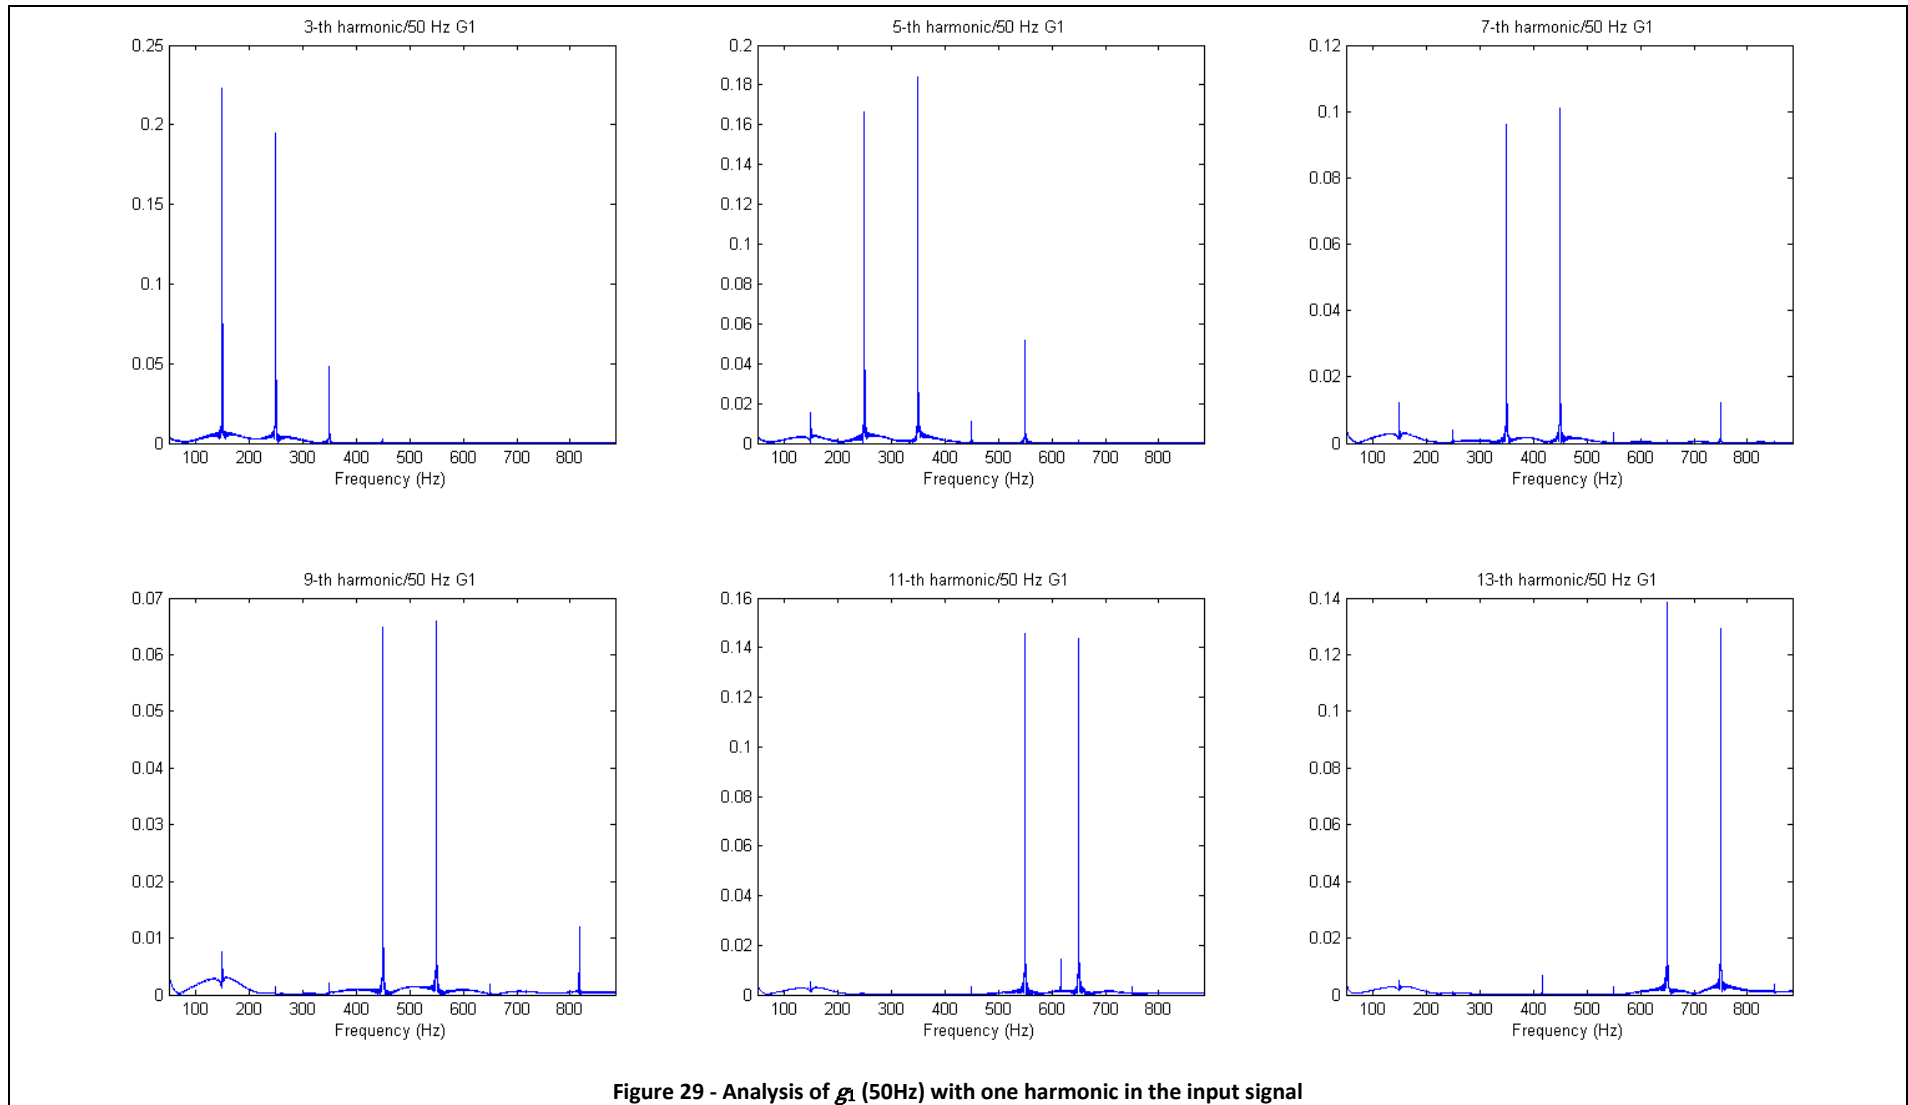 3-th harmonic/50 Hz G1
0.25
0.2
0.15
0.1
0.05
0
100 200 300 400 500 600 700 800
Frequency (Hz)
5-th harmonic/50 Hz G1
0.2
0.18
0.16
0.14
0.12
0.1
0.08
0.06
0.04
0.02
0
100 200 300 400 500 600 700 800
Frequency (Hz)
7-th harmonic/50 Hz G1
0.12
0.1
0.08
0.06
0.04
0.02
0
100 200 300 400 500 600 700 800
Frequency (Hz)
9-th harmonic/50 Hz G1
0.07
0.06
0.05
0.04
0.03
0.02
0.01
0
100 200 300 400 500 600 700 800
Frequency (Hz)
11-th harmonic/50 Hz G1
0.16
0.14
0.12
0.1
0.08
0.06
0.04
0.02
0
100 200 300 400 500 600 700 800
Frequency (Hz)
13-th harmonic/50 Hz G1
0.14
0.12
0.1
0.08
0.06
0.04
0.02
0
100 200 300 400 500 600 700 800
Frequency (Hz)
Figure 29 - Analysis of g1 (50Hz) with one harmonic in the input signal